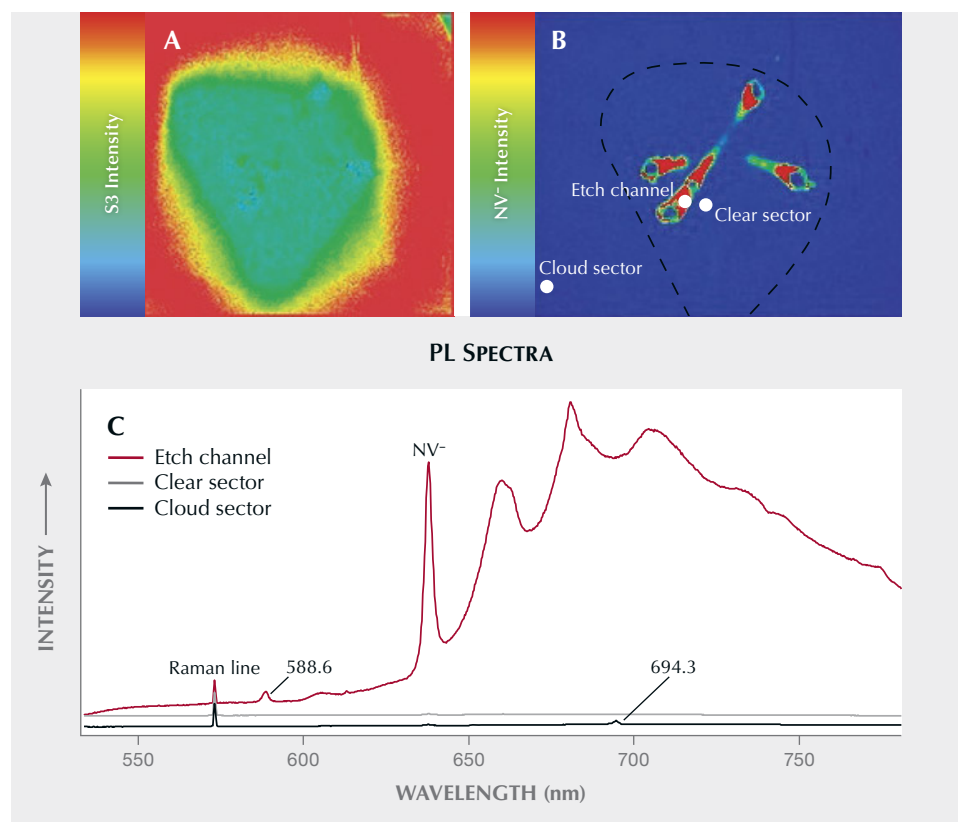 A
S3 Intensity
B
NV⁻ Intensity
Etch channel
Clear sector
Cloud sector
PL SPECTRA
C
Etch channel
Clear sector
Cloud sector
NV⁻
Raman line
588.6
694.3
INTENSITY
550 600 650 700 750
WAVELENGTH (nm)